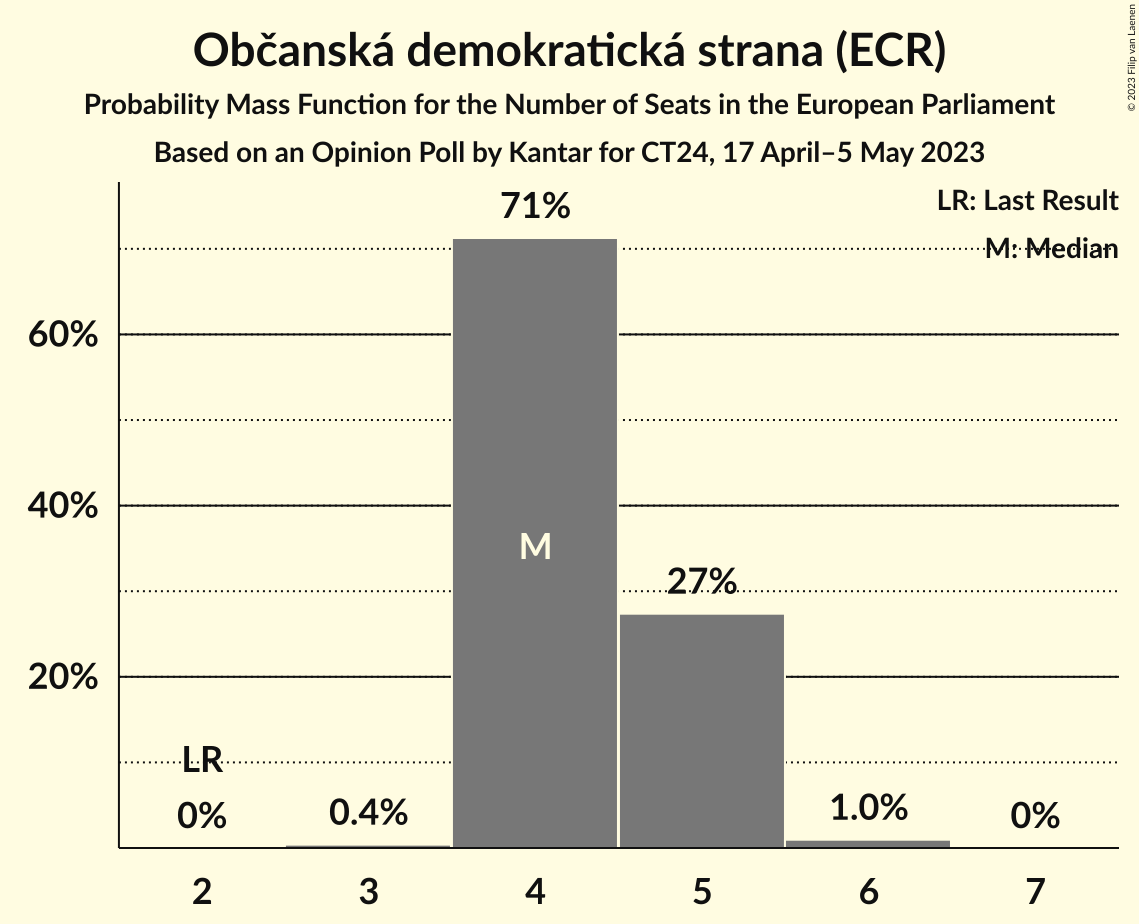 Občanská demokratická strana (ECR)
Probability Mass Function for the Number of Seats in the European Parliament
Based on an Opinion Poll by Kantar for CT24, 17 April–5 May 2023
© 2023 Filip van Laenen
LR: Last Result
M: Median
71%
60%
40%
M
27%
20%
LR
0%
0.4%
1.0%
0%
2 3 4 5 6 7